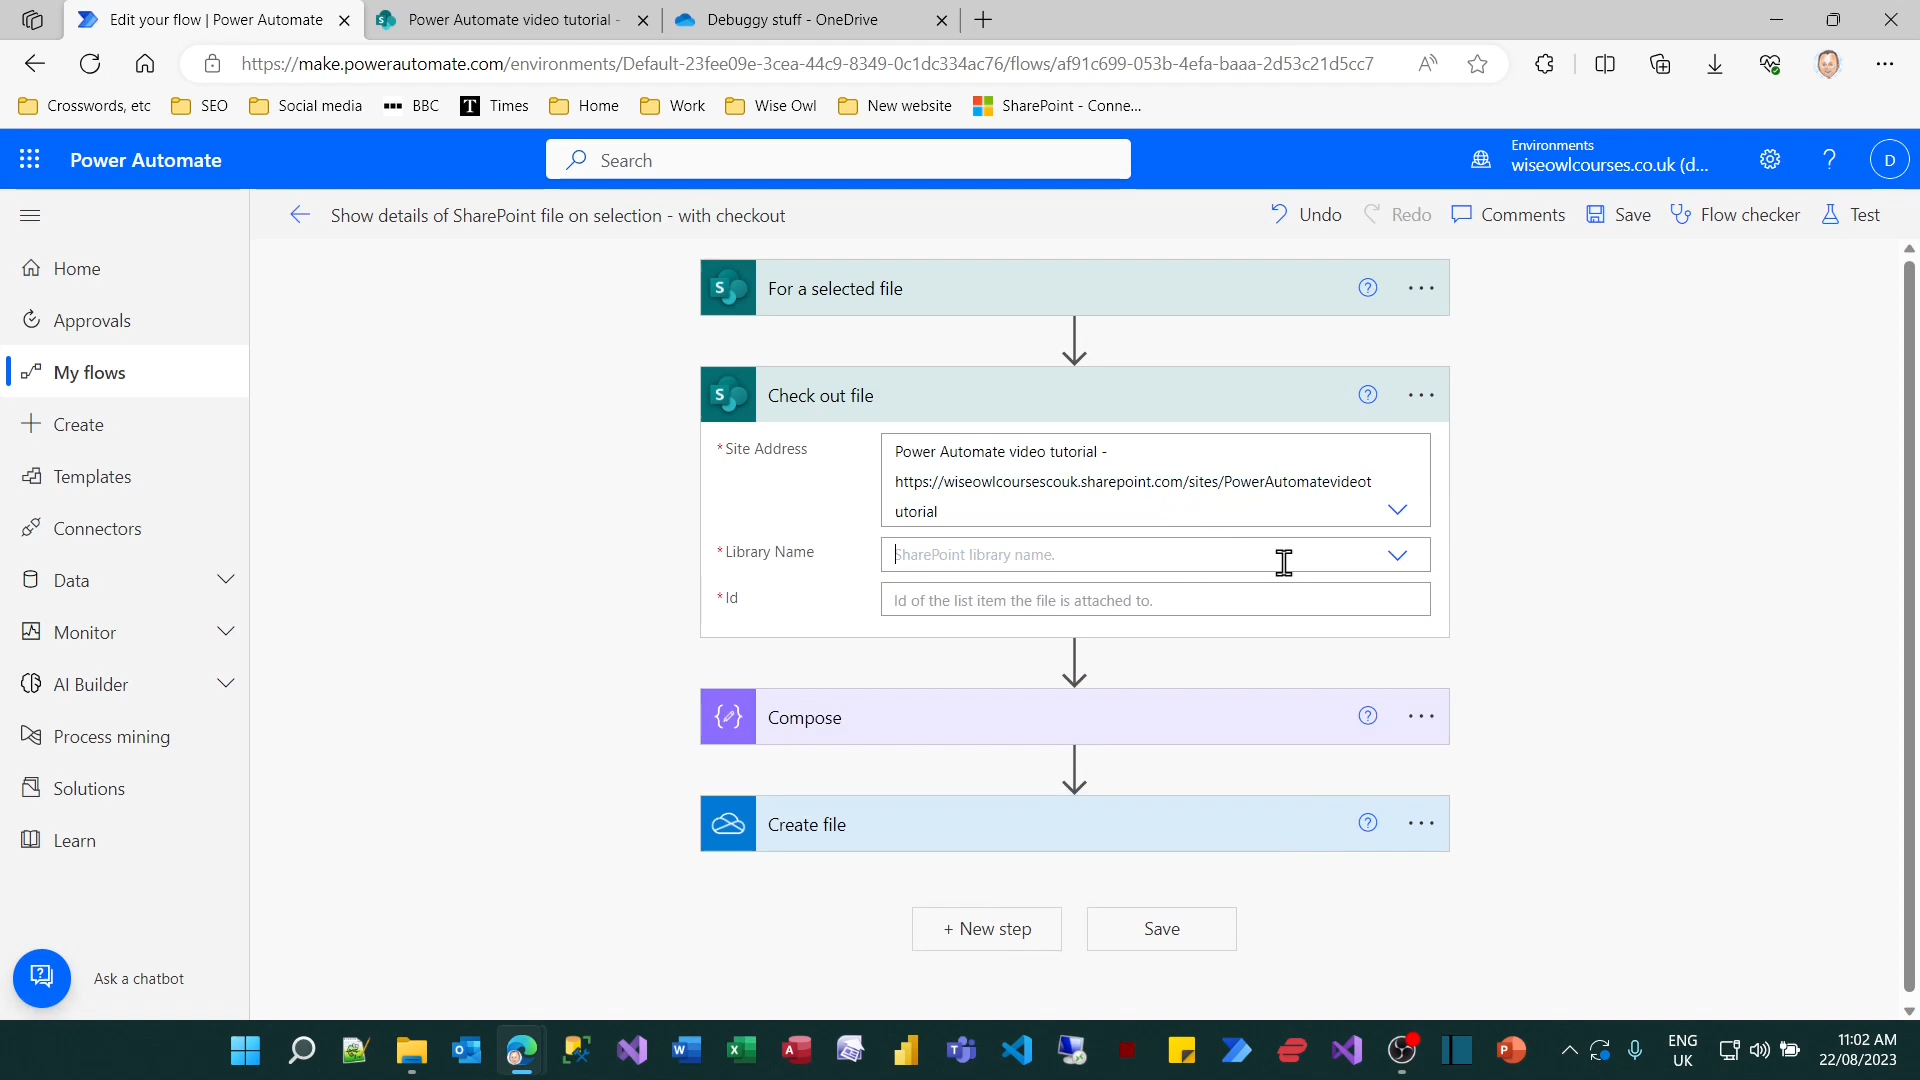 Edit your flow | Power Automate
Power Automate video tutorial -
Debuggy stuff - OneDrive
https://make.powerautomate.com/environments/Default-23fee09e-3cea-44c9-8349-0c1dc334ac76/flows/af91c699-053b-4efa-baaa-2d53c21d5cc7
Crosswords, etc
SEO
Social media
BBC
T Times
Home
Work
Wise Owl
New website
SharePoint - Conne...
Power Automate
Search
Environments
wiseowlcourses.co.uk (d...
D
Show details of SharePoint file on selection - with checkout
Undo
Redo
Comments
Save
Flow checker
Test
Home
Approvals
My flows
Create
Templates
Connectors
Data
Monitor
AI Builder
Process mining
Solutions
Learn
Ask a chatbot
For a selected file
Check out file
* Site Address
Power Automate video tutorial -
https://wiseowlcoursescouk.sharepoint.com/sites/PowerAutomatevideot
utorial
* Library Name
SharePoint library name.
* Id
Id of the list item the file is attached to.
Compose
Create file
+ New step
Save
ENG
UK
11:02 AM
22/08/2023